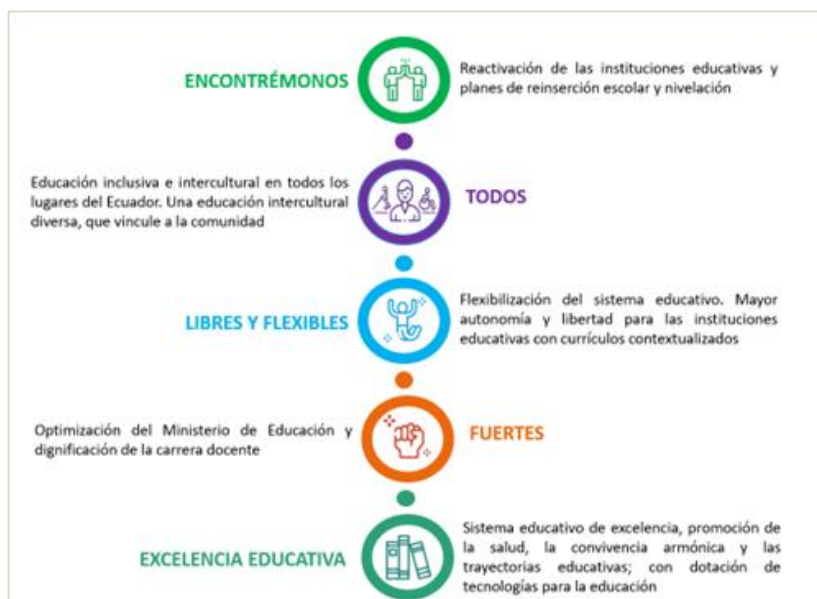 ENCONTRÉMONOS
Reactivación de las instituciones educativas y
planes de reinserción escolar y nivelación
Educación inclusiva e intercultural en todos los
lugares del Ecuador. Una educación intercultural
diversa, que vincule a la comunidad
TODOS
LIBRES Y FLEXIBLES
Flexibilización del sistema educativo. Mayor
autonomía y libertad para las instituciones
educativas con currículos contextualizados
Optimización del Ministerio de Educación y
dignificación de la carrera docente
FUERTES
EXCELENCIA EDUCATIVA
Sistema educativo de excelencia, promoción de
la salud, la convivencia armónica y las
trayectorias educativas; con dotación de
tecnologías para la educación